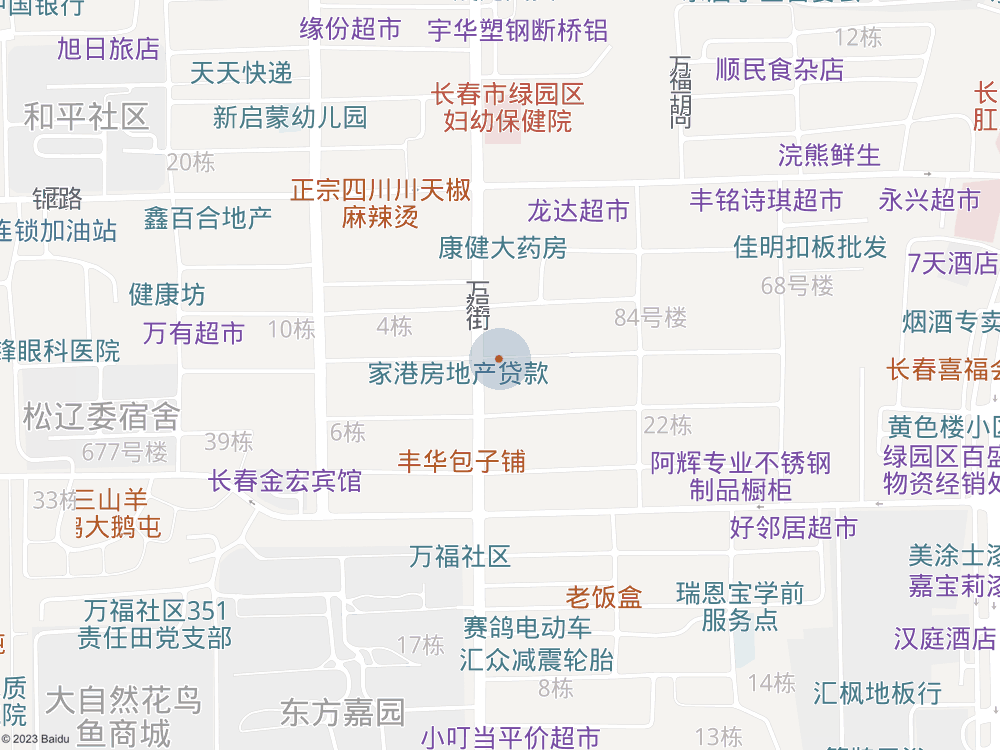 中国银行
缘份超市
宇华塑钢断桥铝
12栋
旭日旅店
天天快递
万福一胡同
顺民食杂店
长春市绿园区
妇幼保健院
长
肛
和平社区
新启蒙幼儿园
20栋
浣熊鲜生
正宗四川川天椒
麻辣烫
龙达超市
丰铭诗琪超市
永兴超市
连锁加油站
鑫百合地产
康健大药房
佳明扣板批发
7天酒店
健康坊
68号楼
万福街
万有超市
10栋
4栋
84号楼
烟酒专卖
锋眼科医院
家港房地产贷款
长春喜福会
松辽委宿舍
39栋
6栋
22栋
黄色楼小区
677号楼
丰华包子铺
阿辉专业不锈钢
制品橱柜
绿园区百盛
物资经销处
长春金宏宾馆
33栋
三山羊
大鹅屯
好邻居超市
万福社区
美涂士漆
嘉宝莉漆
老饭盒
瑞恩宝学前
服务点
万福社区351
责任田党支部
赛鸽电动车
17栋
汇众减震轮胎
汉庭酒店
8栋
14栋
汇枫地板行
质
院
大自然花鸟
鱼商城
东方嘉园
小叮当平价超市
13栋
© 2023 Baidu